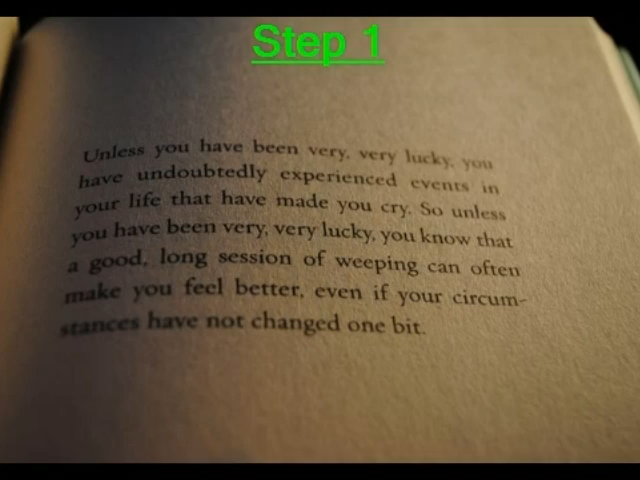 Step 1
Unless you have been very, very lucky, you
have undoubtedly experienced events in
your life that have made you cry. So unless
you have been very, very lucky, you know that
a good, long session of weeping can often
make you feel better, even if your circum-
stances have not changed one bit.